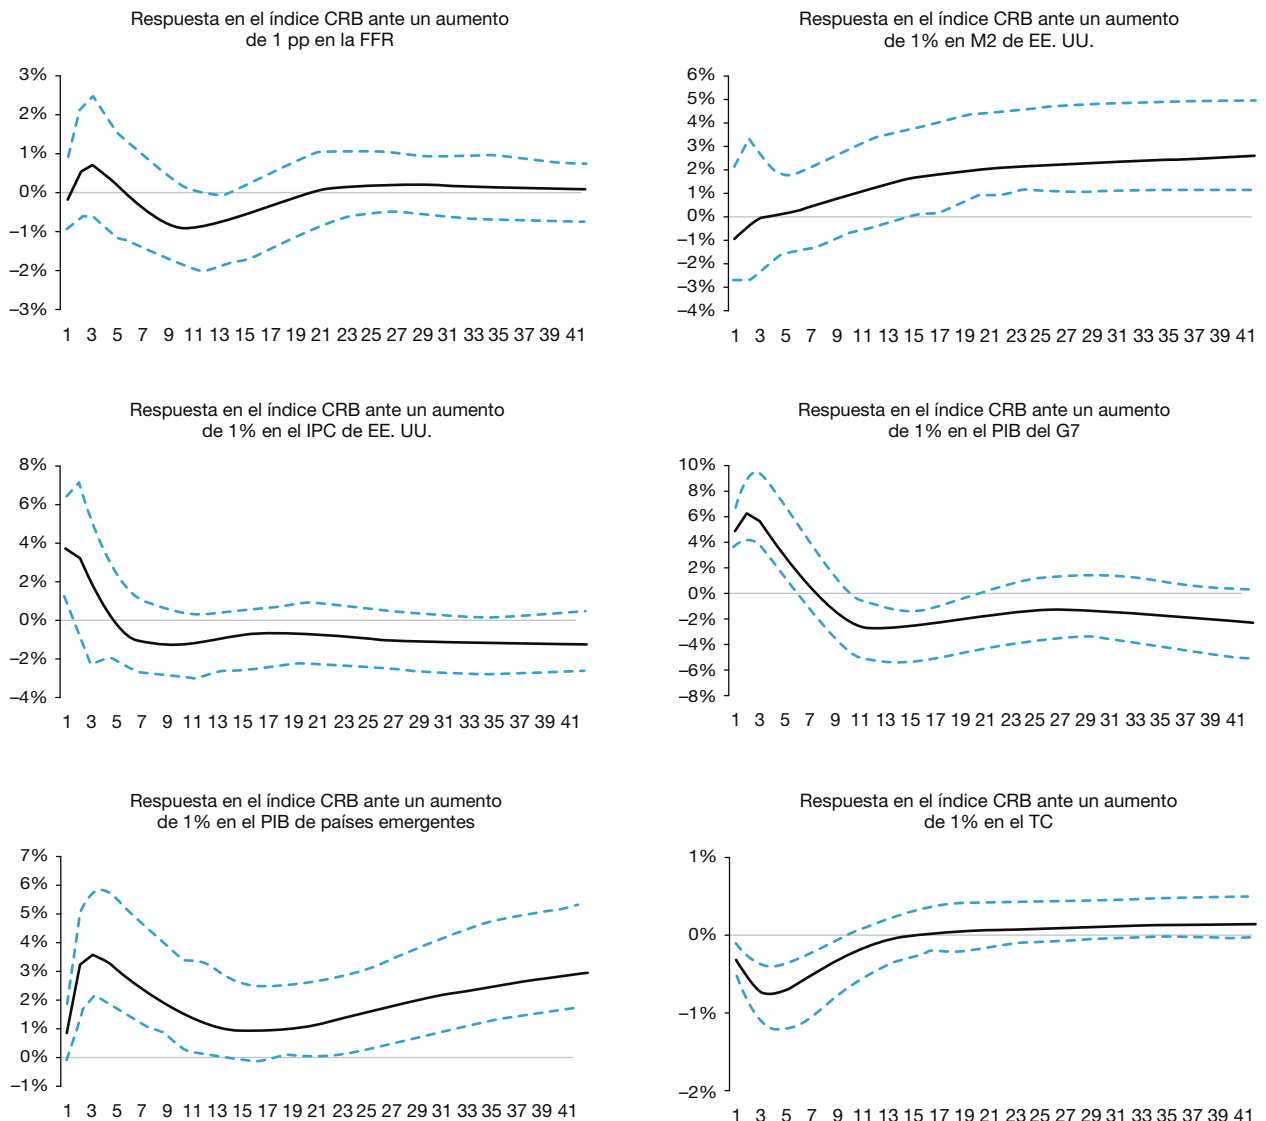 Respuesta en el índice CRB ante un aumento
de 1 pp en la FFR
3%
2%
1%
0%
–1%
–2%
–3%
1 3 5 7 9 11 13 15 17 19 21 23 25 27 29 31 33 35 37 39 41
Respuesta en el índice CRB ante un aumento
de 1% en M2 de EE. UU.
6%
5%
4%
3%
2%
1%
0%
–1%
–2%
–3%
–4%
1 3 5 7 9 11 13 15 17 19 21 23 25 27 29 31 33 35 37 39 41
Respuesta en el índice CRB ante un aumento
de 1% en el IPC de EE. UU.
8%
6%
4%
2%
0%
–2%
–4%
1 3 5 7 9 11 13 15 17 19 21 23 25 27 29 31 33 35 37 39 41
Respuesta en el índice CRB ante un aumento
de 1% en el PIB del G7
10%
8%
6%
4%
2%
0%
–2%
–4%
–6%
–8%
1 3 5 7 9 11 13 15 17 19 21 23 25 27 29 31 33 35 37 39 41
Respuesta en el índice CRB ante un aumento
de 1% en el PIB de países emergentes
7%
6%
5%
4%
3%
2%
1%
0%
–1%
1 3 5 7 9 11 13 15 17 19 21 23 25 27 29 31 33 35 37 39 41
Respuesta en el índice CRB ante un aumento
de 1% en el TC
1%
0%
–1%
–2%
1 3 5 7 9 11 13 15 17 19 21 23 25 27 29 31 33 35 37 39 41